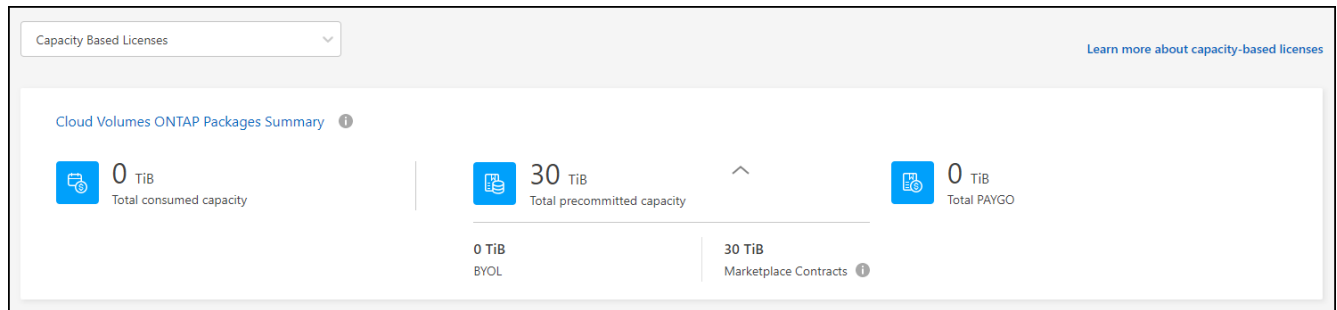 Capacity Based Licenses
Learn more about capacity-based licenses
Cloud Volumes ONTAP Packages Summary
0 TiB
Total consumed capacity
30 TiB
Total precommitted capacity
0 TiB
Total PAYGO
0 TiB
BYOL
30 TiB
Marketplace Contracts